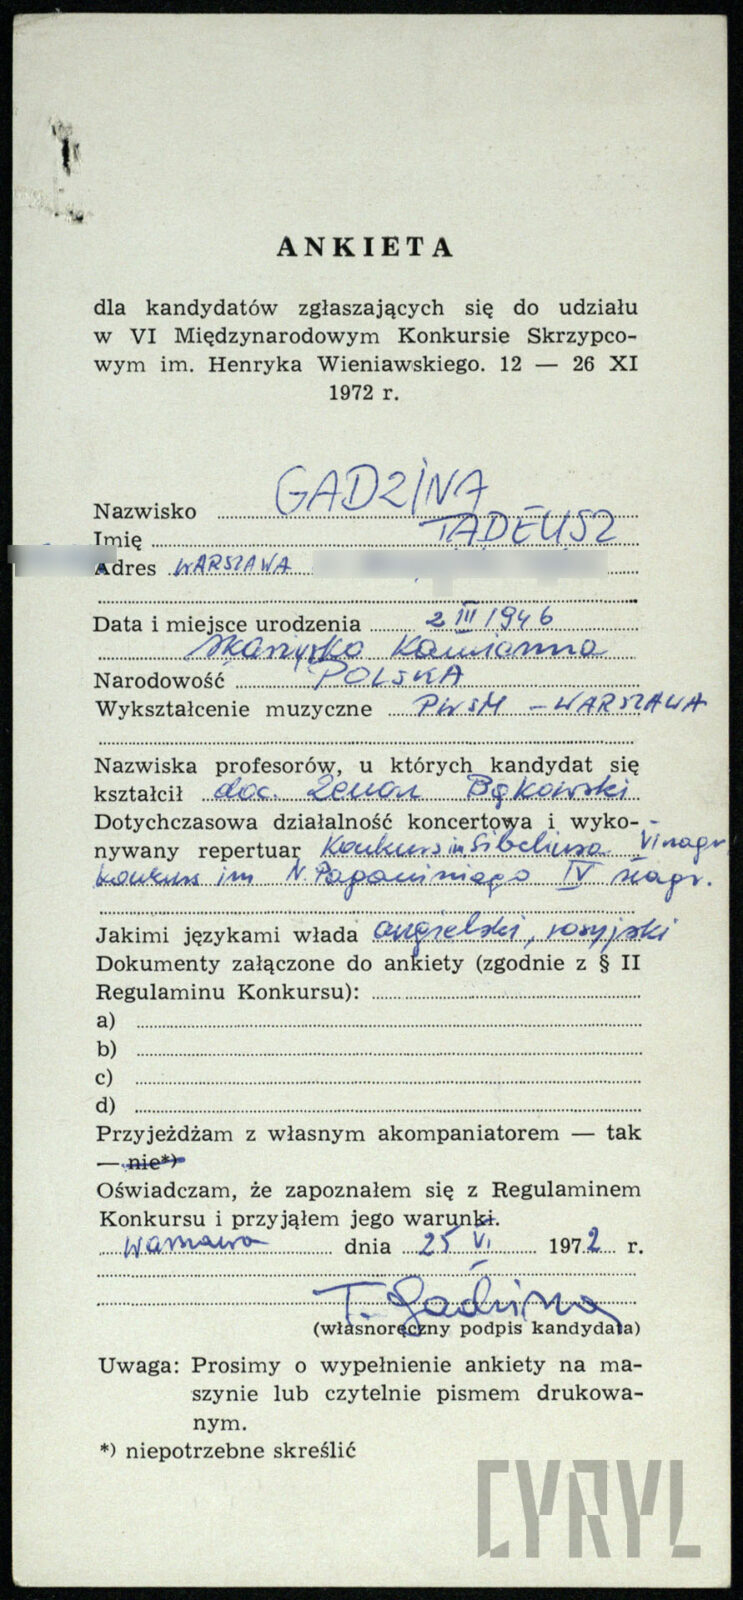 ANKIETA
dla kandydatów zgłaszających się do udziału
w VI Międzynarodowym Konkursie Skrzypco-
wym im. Henryka Wieniawskiego. 12 — 26 XI
1972 r.
Nazwisko GADZINA
Imię TADEUSZ
Adres WARSZAWA
Data i miejsce urodzenia 2 III 1946
Skarżysko Kamienna
Narodowość POLSKA
Wykształcenie muzyczne PWSM - WARSZAWA
Nazwiska profesorów, u których kandydat się
kształcił doc. Zenon Bąkowski
Dotychczasowa działalność koncertowa i wyko-
nywany repertuar Konkurs im Sibeliusa VI nagr
konkurs im N. Paganiniego IV nagr.
Jakimi językami włada angielski, rosyjski
Dokumenty załączone do ankiety (zgodnie z § II
Regulaminu Konkursu):
a)
b)
c)
d)
Przyjeżdżam z własnym akompaniatorem — tak
— nie*)
Oświadczam, że zapoznałem się z Regulaminem
Konkursu i przyjąłem jego warunki.
Warszawa dnia 25 VI 1972 r.
T. Gadzina
(własnoręczny podpis kandydata)
Uwaga: Prosimy o wypełnienie ankiety na ma-
szynie lub czytelnie pismem drukowa-
nym.
*) niepotrzebne skreślić
CYRYL